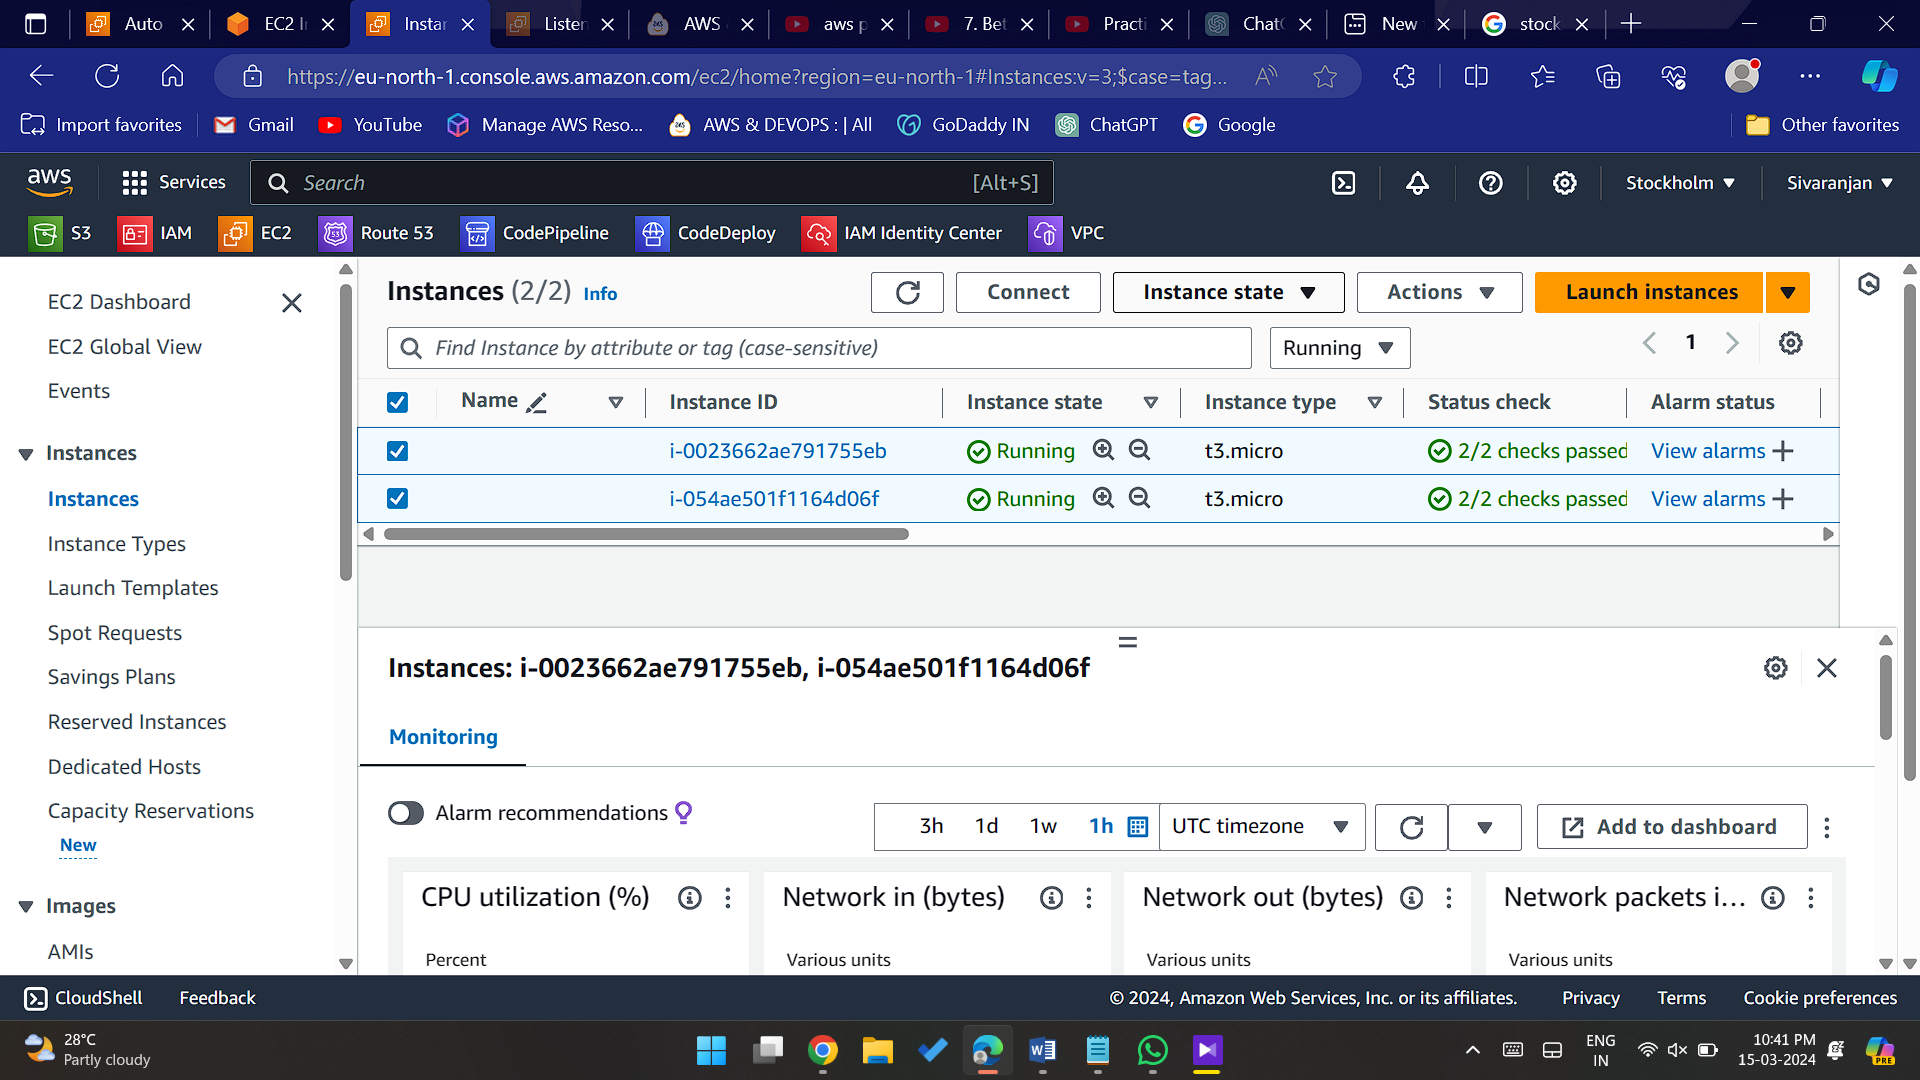 Auto
EC2 In
Instar
Listen
AWS
aws p
7. Bet
Practi
ChatG
New
stock
https://eu-north-1.console.aws.amazon.com/ec2/home?region=eu-north-1#Instances:v=3;$case=tag...
Import favorites
Gmail
YouTube
Manage AWS Reso...
AWS & DEVOPS : | All
GoDaddy IN
ChatGPT
Google
Other favorites
aws
Services
Search
[Alt+S]
Stockholm
Sivaranjan
S3
IAM
EC2
Route 53
CodePipeline
CodeDeploy
IAM Identity Center
VPC
EC2 Dashboard
EC2 Global View
Events
Instances
Instances
Instance Types
Launch Templates
Spot Requests
Savings Plans
Reserved Instances
Dedicated Hosts
Capacity Reservations
New
Images
AMIs
Instances (2/2) Info
Connect
Instance state
Actions
Launch instances
Find Instance by attribute or tag (case-sensitive)
Running
1
Name Instance ID Instance state Instance type Status check Alarm status
i-0023662ae791755eb Running t3.micro 2/2 checks passed View alarms
i-054ae501f1164d06f Running t3.micro 2/2 checks passed View alarms
Instances: i-0023662ae791755eb, i-054ae501f1164d06f
Monitoring
Alarm recommendations
3h 1d 1w 1h
UTC timezone
Add to dashboard
CPU utilization (%)
Percent
Network in (bytes)
Various units
Network out (bytes)
Various units
Network packets i...
Various units
CloudShell
Feedback
© 2024, Amazon Web Services, Inc. or its affiliates.
Privacy
Terms
Cookie preferences
28°C
Partly cloudy
ENG
IN
10:41 PM
15-03-2024
PRE